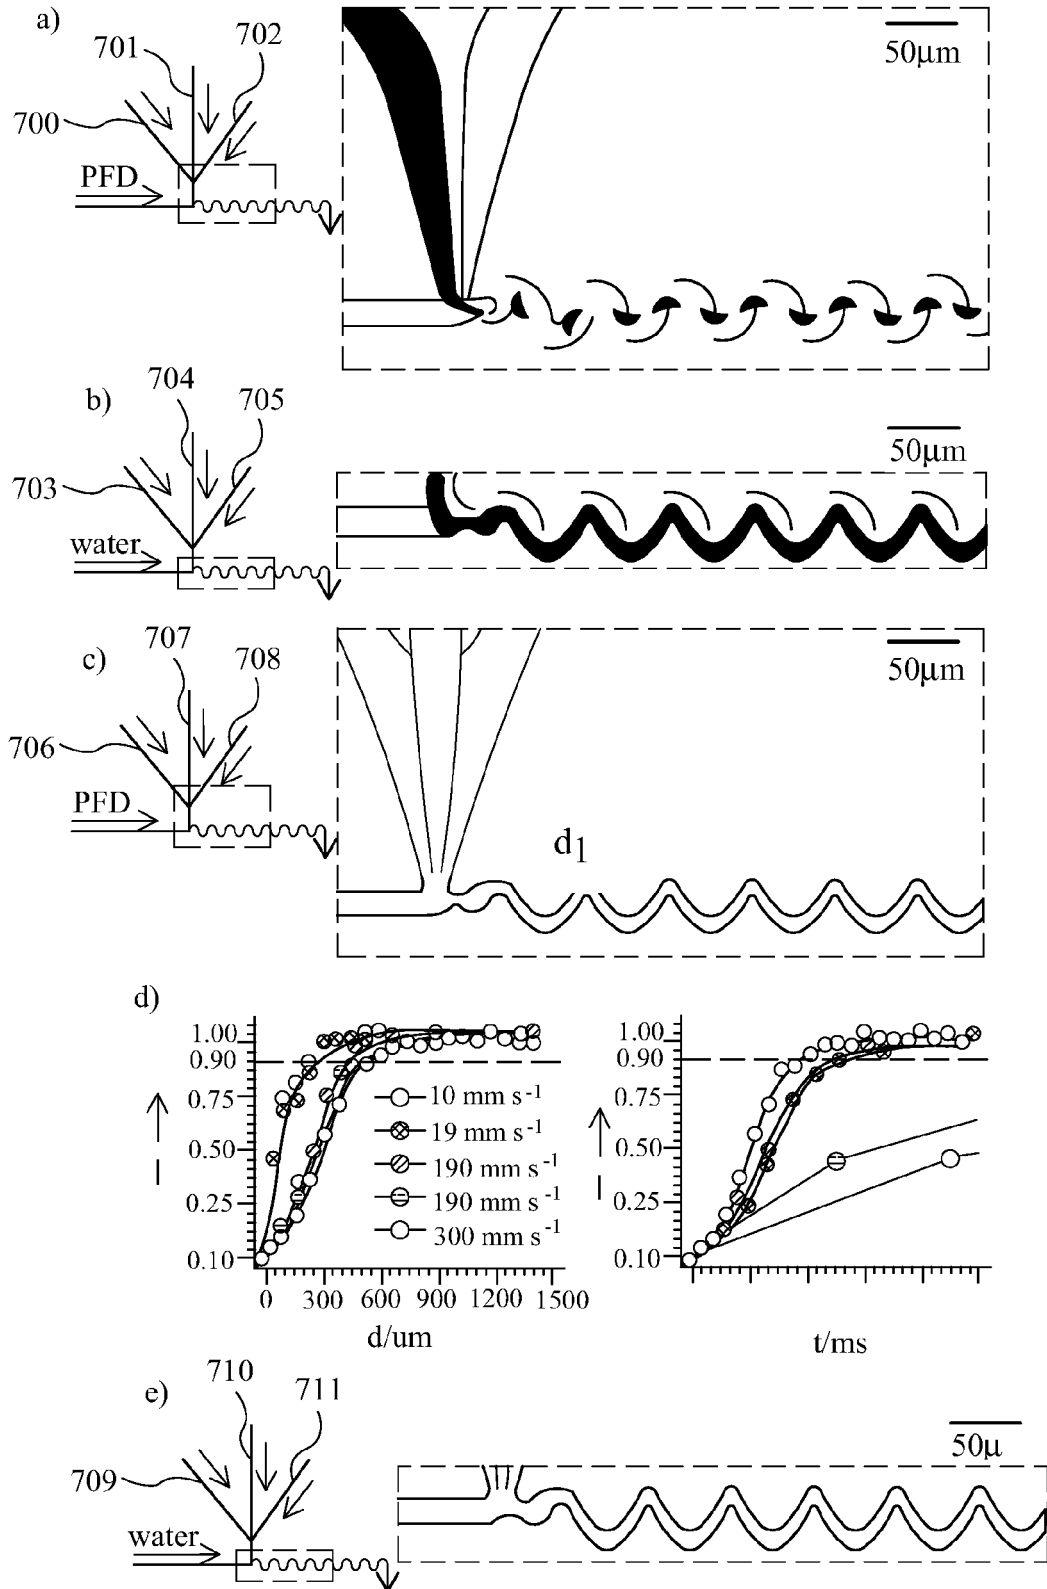 a)
701
702
50μm
700
PFD
704
b)
705
50μm
703
water
707
c)
708
50μm
706
PFD
d1
d)
1.00
0.90
0.75
0.50
0.25
0.10
I
10 mm s-1
19 mm s-1
190 mm s-1
190 mm s-1
300 mm s-1
0 300 600 900 1200 1500
d/um
1.00
0.90
0.75
0.50
0.25
0.10
I
t/ms
710
e)
711
50μ
709
water